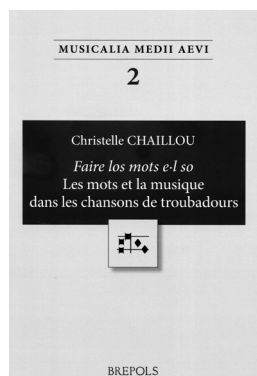 MUSICALIA MEDII AEVI
2
Christelle CHAILLOU
Faire los mots e·l so
Les mots et la musique
dans les chansons de troubadours
BREPOLS